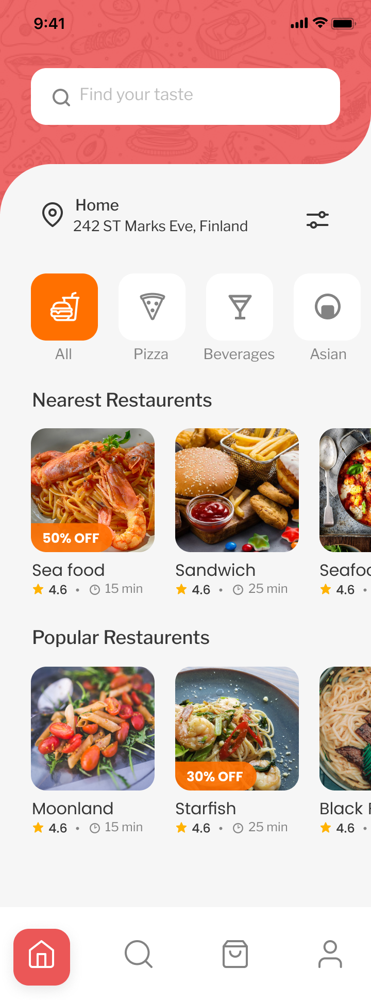 9:41
Find your taste
Home
242 ST Marks Eve, Finland
All
Pizza
Beverages
Asian
Nearest Restaurents
50% OFF
Sea food
Sandwich
Seafoo
4.6 • 15 min
4.6 • 25 min
4.6 •
Popular Restaurents
30% OFF
Moonland
Starfish
Black
4.6 • 15 min
4.6 • 25 min
4.6 •